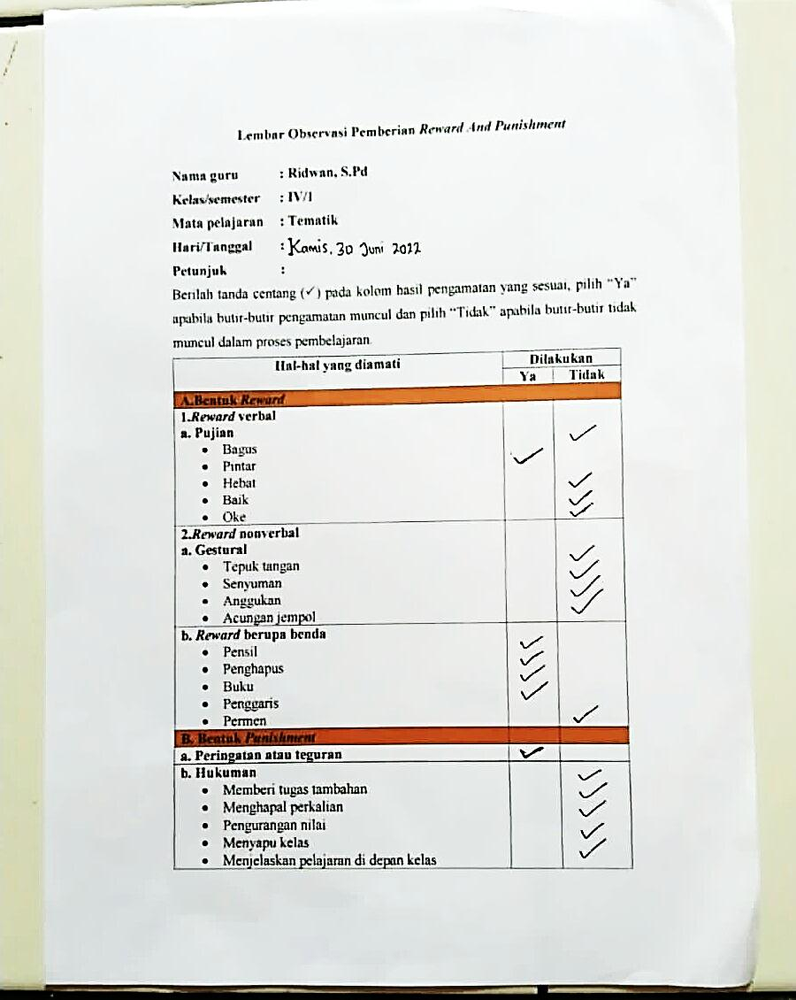 Lembar Observasi Pemberian Reward And Punishment
Nama guru : Ridwan, S.Pd
Kelas/semester : IV/I
Mata pelajaran : Tematik
Hari/Tanggal : Kamis, 30 Juni 2022
Petunjuk :
Berilah tanda centang (✓) pada kolom hasil pengamatan yang sesuai, pilih “Ya”
apabila butir-butir pengamatan muncul dan pilih “Tidak” apabila butir-butir tidak
muncul dalam proses pembelajaran.
Hal-hal yang diamati Dilakukan
Ya Tidak
A.Bentuk Reward
1.Reward verbal
a. Pujian ✓
• Bagus ✓
• Pintar
• Hebat ✓
• Baik ✓
• Oke ✓
2.Reward nonverbal
a. Gestural ✓
• Tepuk tangan ✓
• Senyuman ✓
• Anggukan ✓
• Acungan jempol
b. Reward berupa benda ✓
• Pensil ✓
• Penghapus ✓
• Buku ✓
• Penggaris
• Permen ✓
B. Bentuk Punishment
a. Peringatan atau teguran ✓
b. Hukuman ✓
• Memberi tugas tambahan ✓
• Menghapal perkalian ✓
• Pengurangan nilai ✓
• Menyapu kelas ✓
• Menjelaskan pelajaran di depan kelas